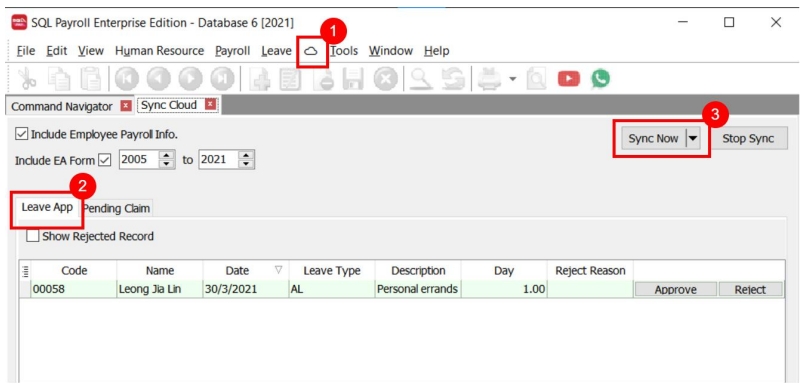 SQL Payroll Enterprise Edition - Database 6 [2021]
1
File Edit View Human Resource Payroll Leave Tools Window Help
Command Navigator Sync Cloud
3
Include Employee Payroll Info.
Sync Now Stop Sync
Include EA Form 2005 to 2021
2
Leave App Pending Claim
Show Rejected Record
Code Name Date Leave Type Description Day Reject Reason
00058 Leong Jia Lin 30/3/2021 AL Personal errands 1.00 Approve Reject